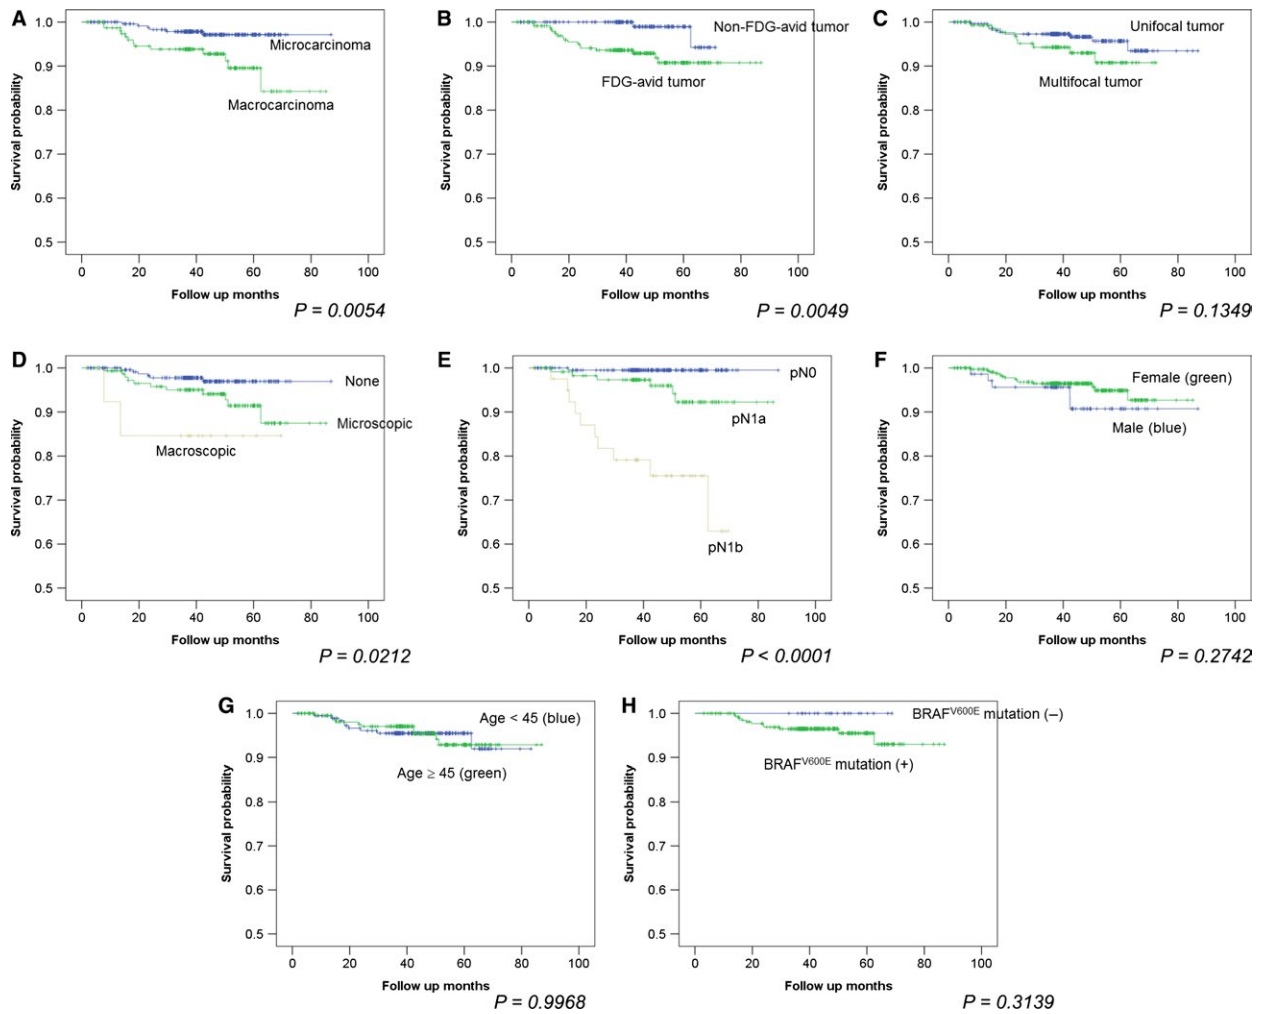 A
1.0
0.9
0.8
0.7
0.6
0.5
Survival probability
Microcarcinoma
Macrocarcinoma
0 20 40 60 80 100
Follow up months
P = 0.0054
B
1.0
0.9
0.8
0.7
0.6
0.5
Survival probability
Non-FDG-avid tumor
FDG-avid tumor
0 20 40 60 80 100
Follow up months
P = 0.0049
C
1.0
0.9
0.8
0.7
0.6
0.5
Survival probability
Unifocal tumor
Multifocal tumor
0 20 40 60 80 100
Follow up months
P = 0.1349
D
1.0
0.9
0.8
0.7
0.6
0.5
Survival probability
None
Microscopic
Macroscopic
0 20 40 60 80 100
Follow up months
P = 0.0212
E
1.0
0.9
0.8
0.7
0.6
0.5
Survival probability
pN0
pN1a
pN1b
0 20 40 60 80 100
Follow up months
P < 0.0001
F
1.0
0.9
0.8
0.7
0.6
0.5
Survival probability
Female (green)
Male (blue)
0 20 40 60 80 100
Follow up months
P = 0.2742
G
1.0
0.9
0.8
0.7
0.6
0.5
Survival probability
Age < 45 (blue)
Age ≥ 45 (green)
0 20 40 60 80 100
Follow up months
P = 0.9968
H
1.0
0.9
0.8
0.7
0.6
0.5
Survival probability
BRAFV600E mutation (–)
BRAFV600E mutation (+)
0 20 40 60 80 100
Follow up months
P = 0.3139